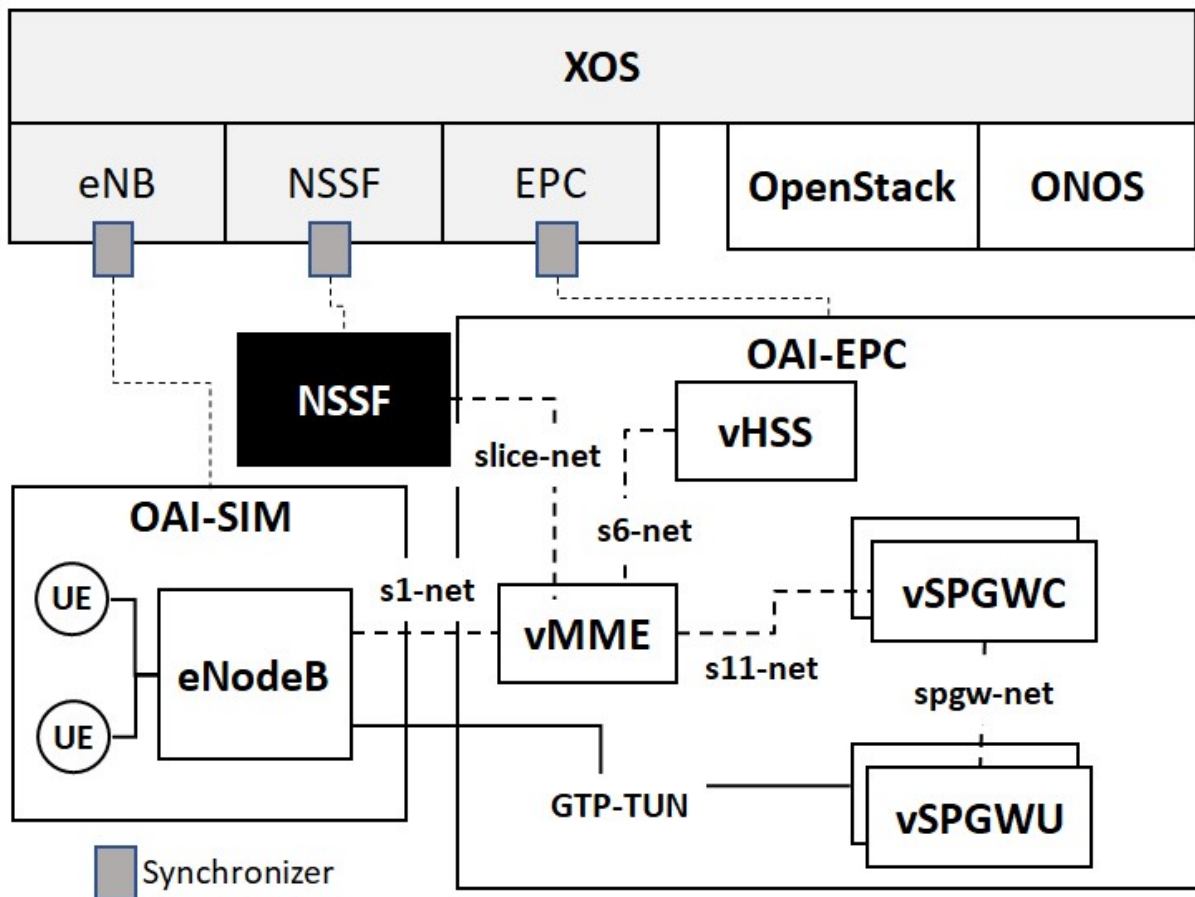 XOS
eNB
NSSF
EPC
OpenStack
ONOS
NSSF
OAI-EPC
vHSS
slice-net
OAI-SIM
s6-net
UE
s1-net
vMME
vSPGWC
eNodeB
s11-net
spgw-net
UE
GTP-TUN
vSPGWU
Synchronizer